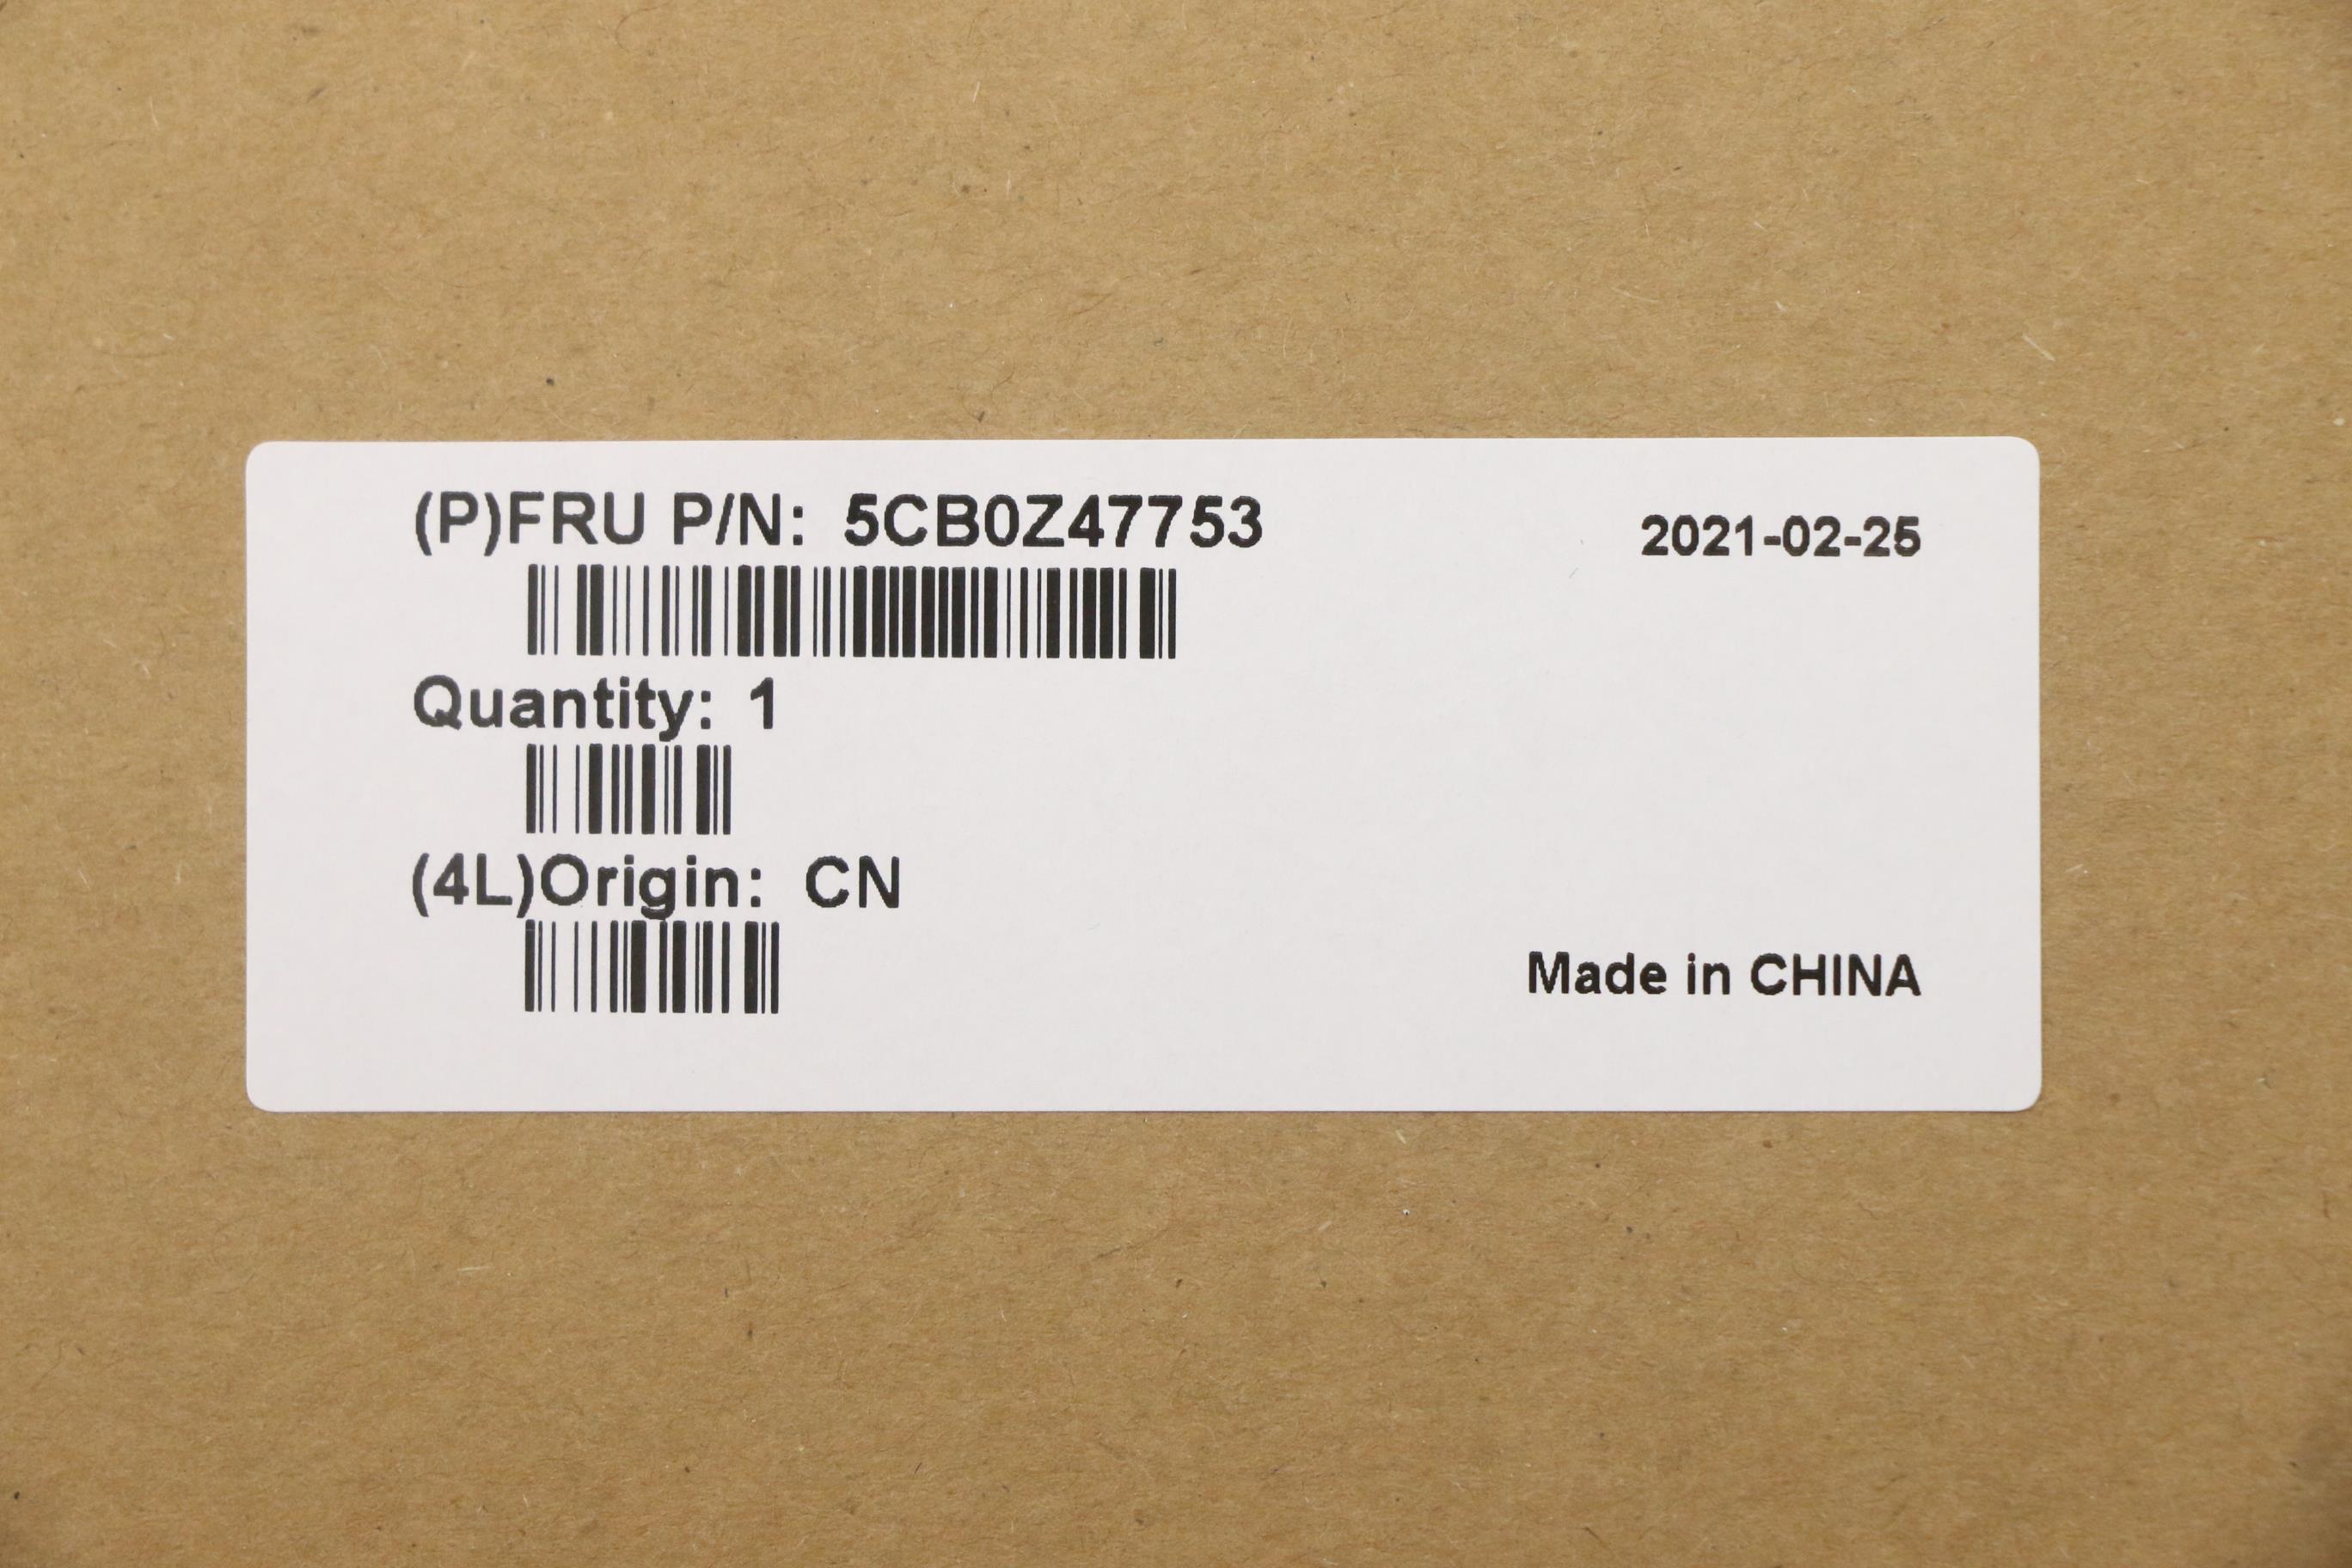 (P)FRU P/N: 5CB0Z47753
2021-02-25
Quantity: 1
(4L)Origin: CN
Made in CHINA